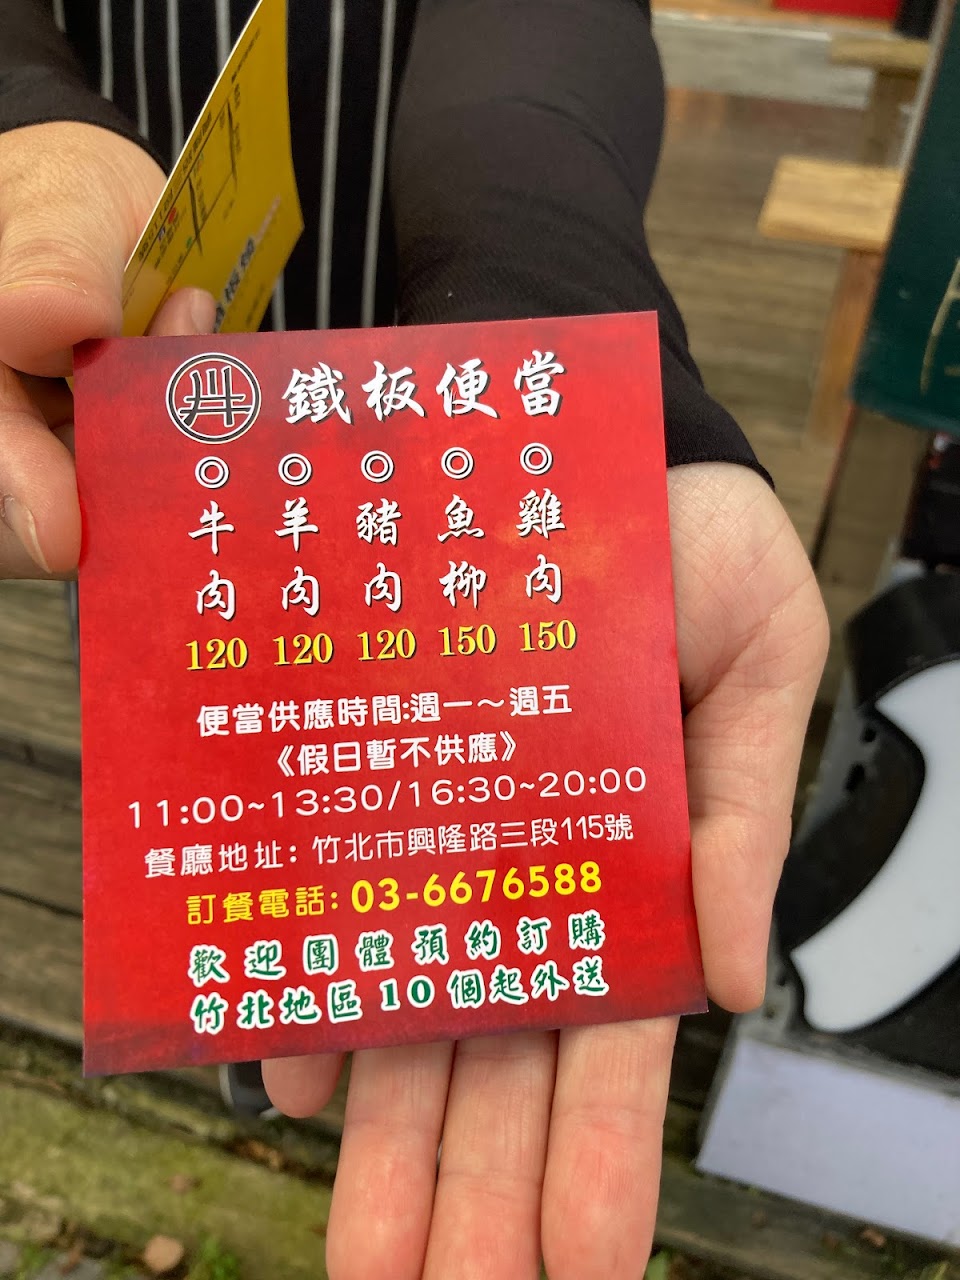 鐵板便當
◎ ◎ ◎ ◎ ◎
牛肉 羊肉 豬肉 魚柳 雞肉
120 120 120 150 150
便當供應時間:週一～週五
《假日暫不供應》
11:00~13:30/16:30~20:00
餐廳地址：竹北市興隆路三段115號
訂餐電話：03-6676588
歡迎團體預約訂購
竹北地區10個起外送